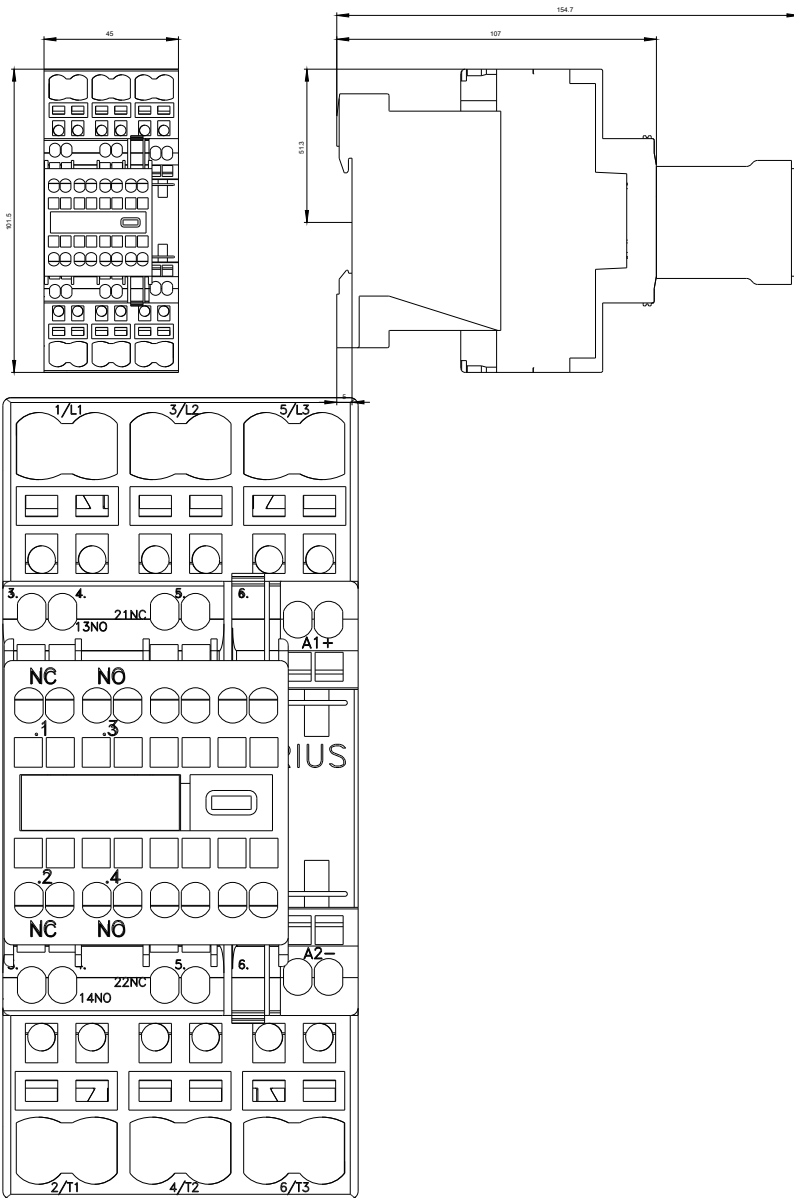 154.7
45
107
51.3
101.5
5
1/L1 3/L2 5/L3
3. 4. 5. 6.
21NC
13NO
A1+
NC NO
.1 .3
RIUS
.2 .4
NC NO
A2-
3. 4. 5. 6.
22NC
14NO
2/T1 4/T2 6/T3